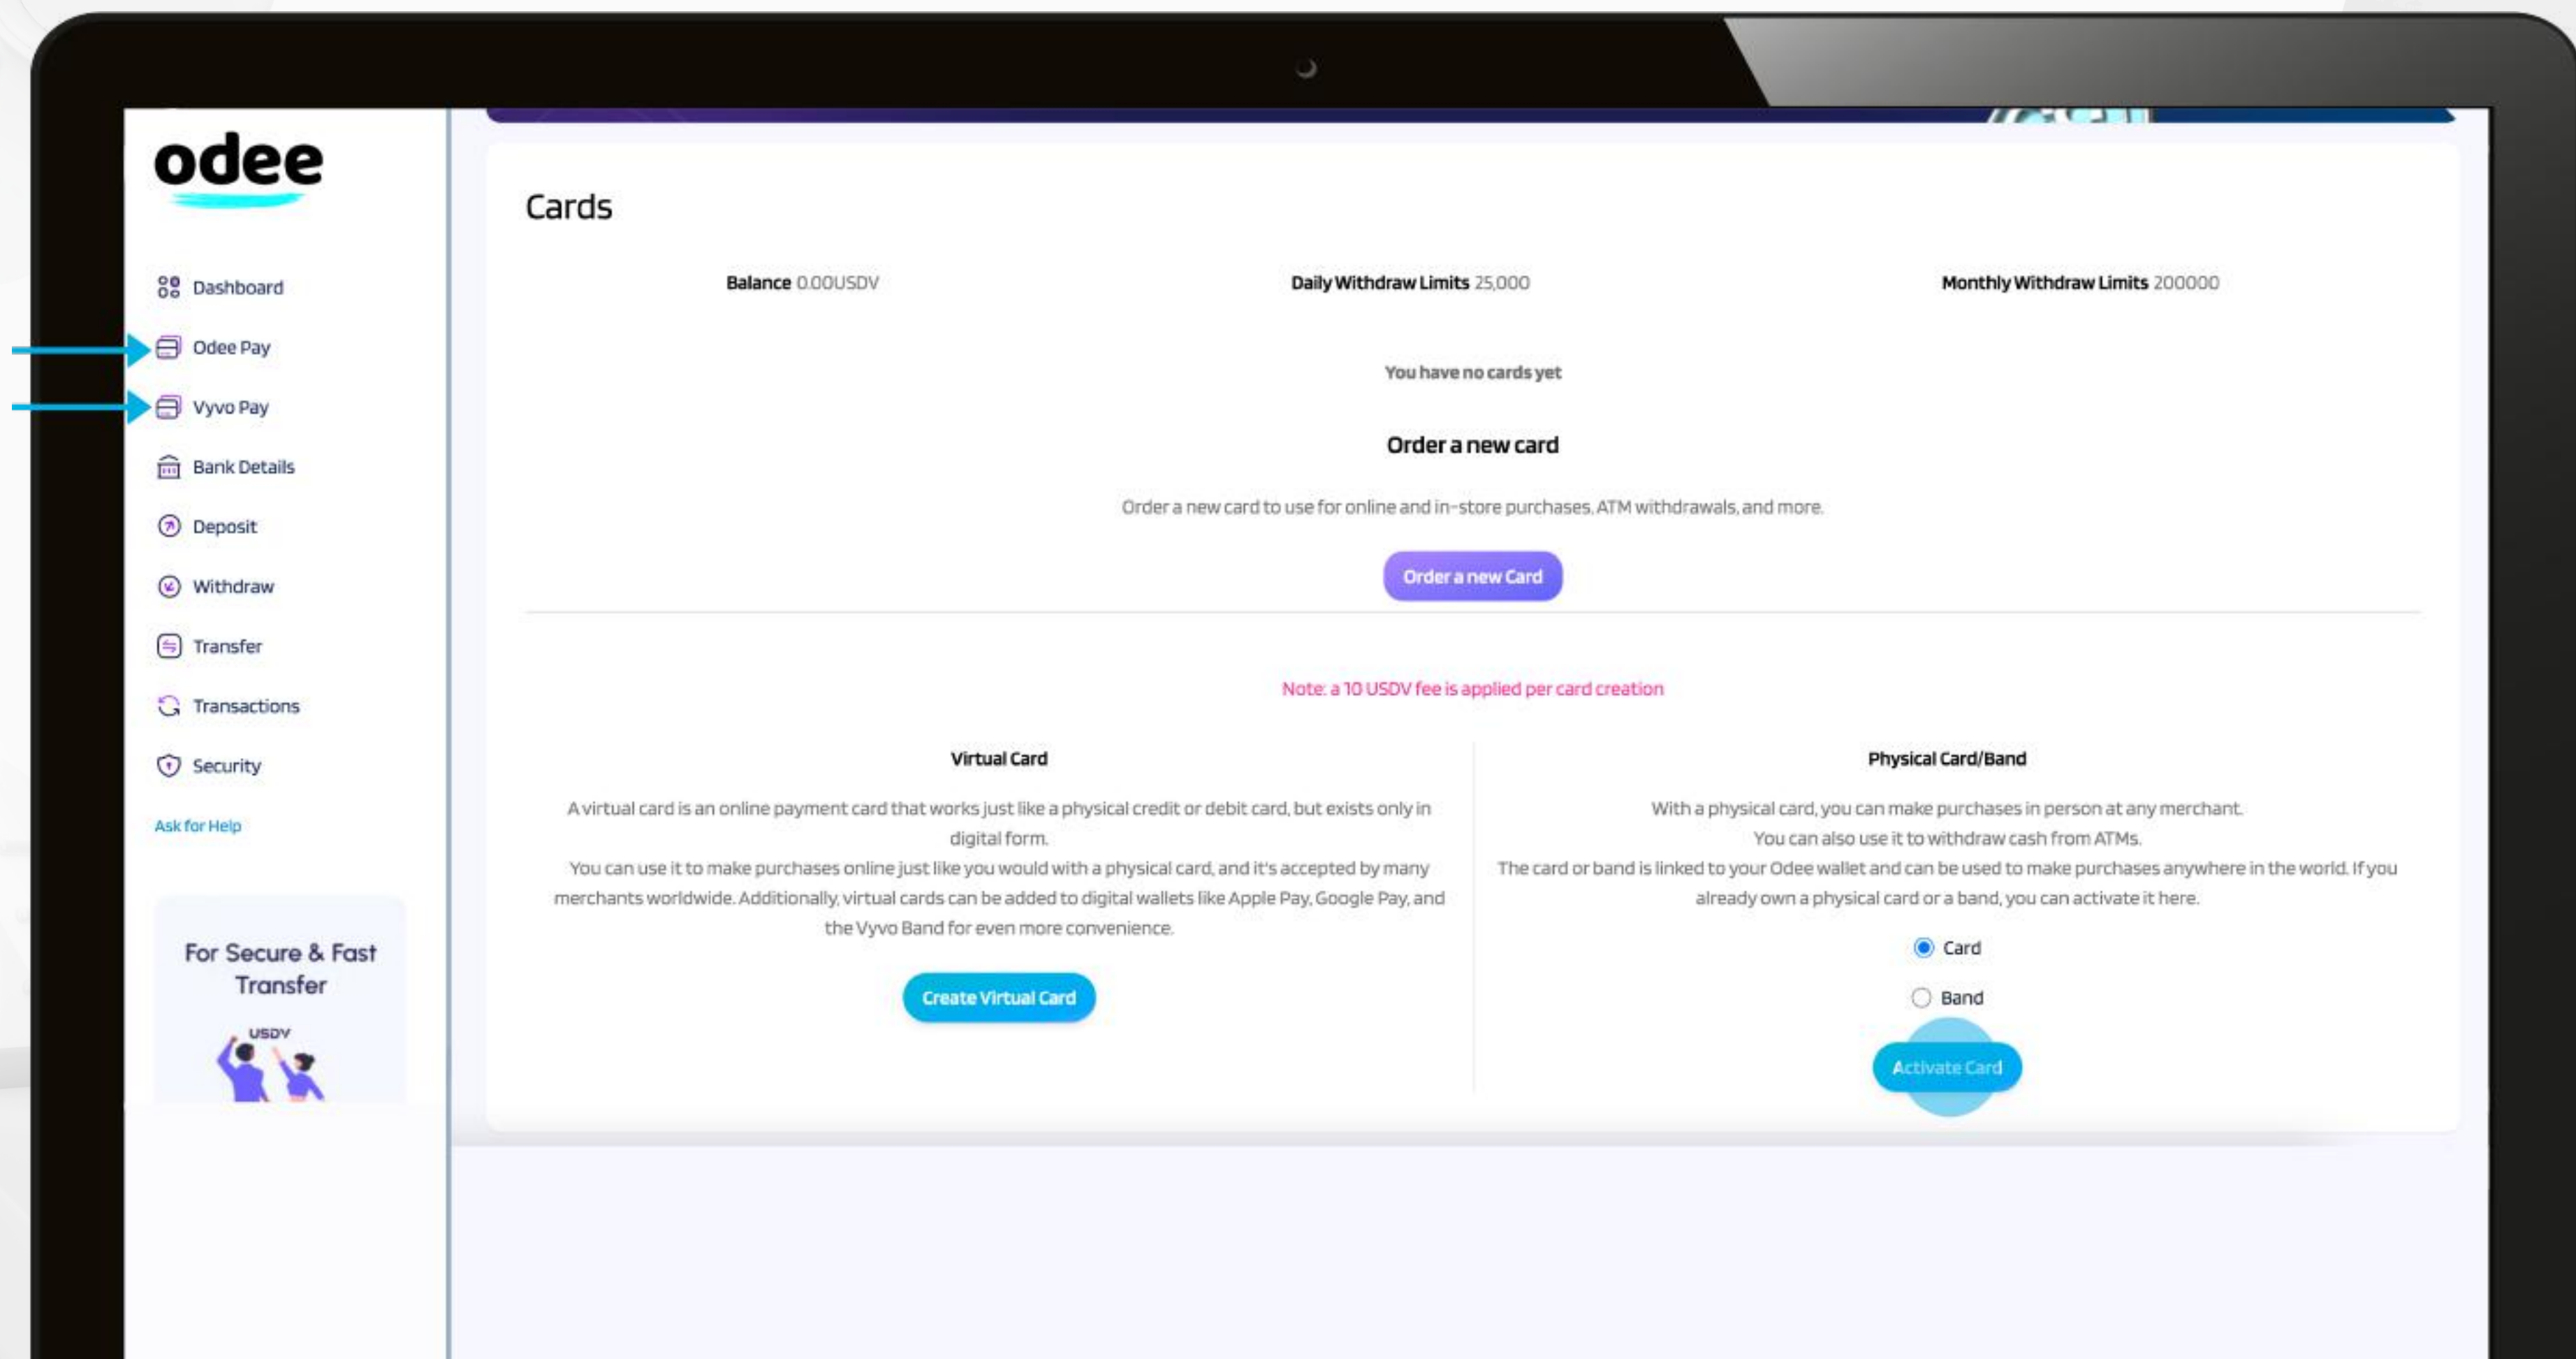 odee
Dashboard
Odee Pay
Vyvo Pay
Bank Details
Deposit
Withdraw
Transfer
Transactions
Security
Ask for Help
For Secure & Fast
Transfer
USDV
Cards
Balance 0.00USDV
Daily Withdraw Limits 25,000
Monthly Withdraw Limits 200000
You have no cards yet
Order a new card
Order a new card to use for online and in-store purchases, ATM withdrawals, and more.
Order a new Card
Note: a 10 USDV fee is applied per card creation
Virtual Card
A virtual card is an online payment card that works just like a physical credit or debit card, but exists only in
digital form.
You can use it to make purchases online just like you would with a physical card, and it's accepted by many
merchants worldwide. Additionally, virtual cards can be added to digital wallets like Apple Pay, Google Pay, and
the Vyvo Band for even more convenience.
Create Virtual Card
Physical Card/Band
With a physical card, you can make purchases in person at any merchant.
You can also use it to withdraw cash from ATMs.
The card or band is linked to your Odee wallet and can be used to make purchases anywhere in the world. If you
already own a physical card or a band, you can activate it here.
Card
Band
Activate Card